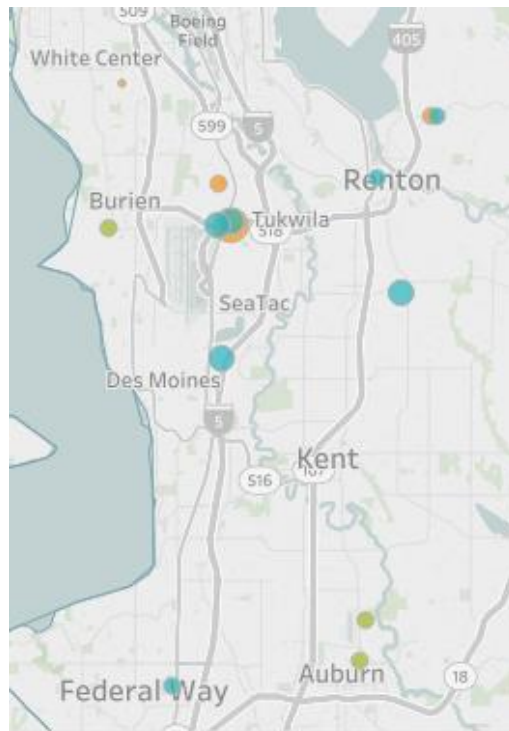 509
Boeing
Field
405
White Center
599
5
Renton
Burien
Tukwila
518
SeaTac
Des Moines
5
Kent
167
516
Auburn
18
Federal Way